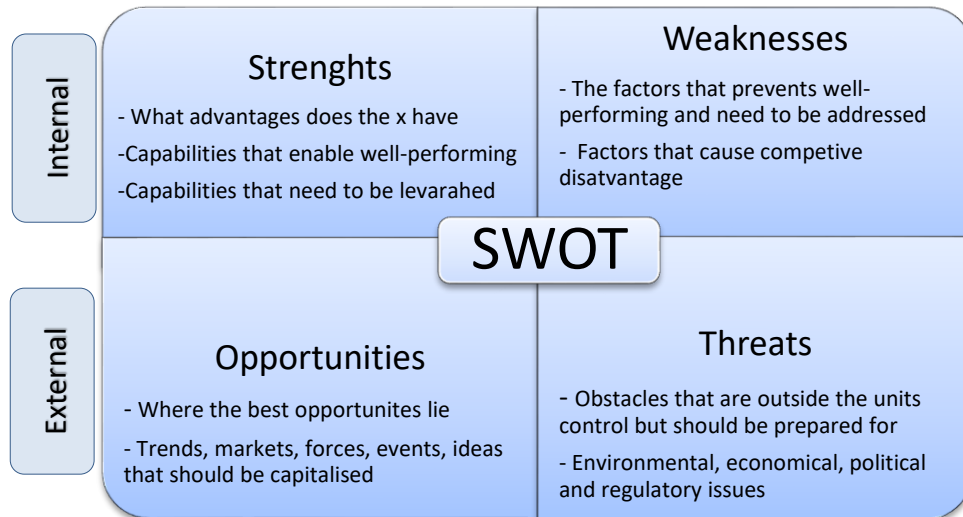 Internal
Strenghts
- What advantages does the x have
-Capabilities that enable well-performing
-Capabilities that need to be levarahed
Weaknesses
- The factors that prevents well-
performing and need to be addressed
- Factors that cause competive
disatvantage
SWOT
External
Opportunities
- Where the best opportunites lie
- Trends, markets, forces, events, ideas
that should be capitalised
Threats
- Obstacles that are outside the units
control but should be prepared for
- Environmental, economical, political
and regulatory issues